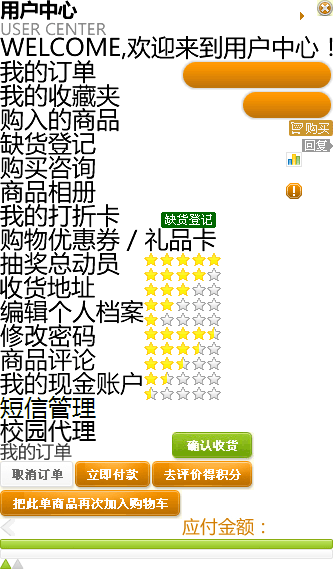 用户中心
USER CENTER
WELCOME,欢迎来到用户中心！
我的订单
我的收藏夹
购入的商品
购买
缺货登记
回复
购买咨询
商品相册
我的打折卡
缺货登记
购物优惠券 / 礼品卡
抽奖总动员
收货地址
编辑个人档案
修改密码
商品评论
我的现金账户
短信管理
校园代理
我的订单
确认收货
取消订单
立即付款
去评价得积分
把此单商品再次加入购物车
应付金额：